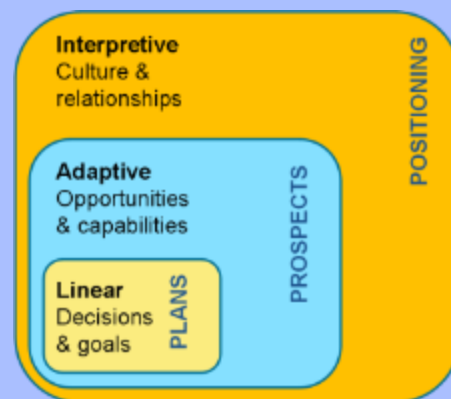 Interpretive
Culture &
relationships
POSITIONING
Adaptive
Opportunities
& capabilities
PROSPECTS
Linear
Decisions
& goals
PLANS